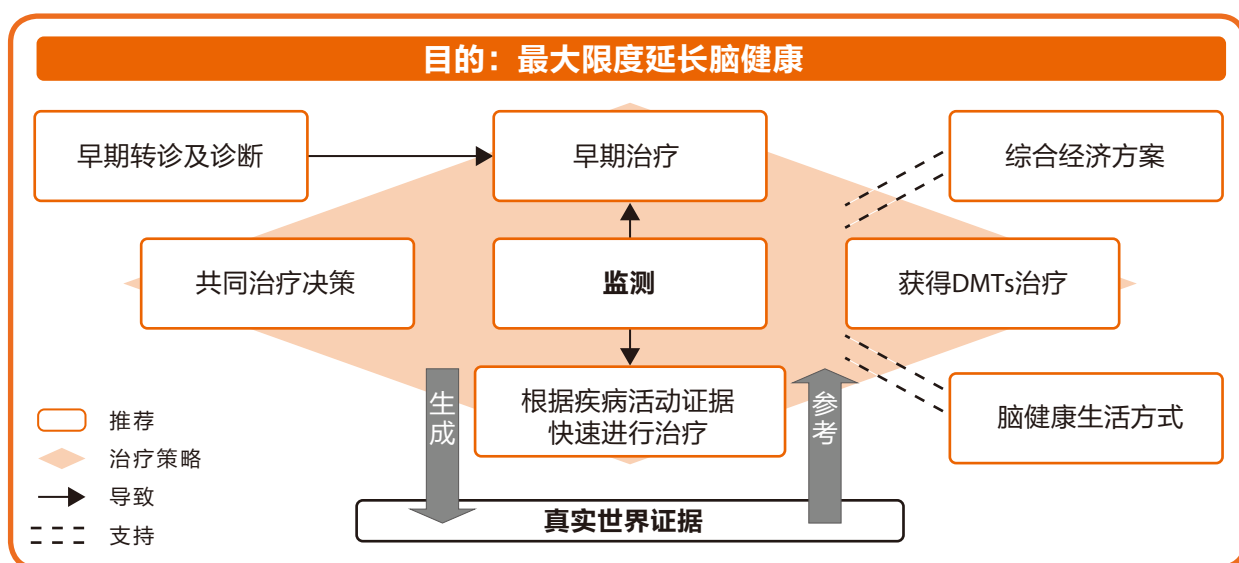 目的：最大限度延长脑健康
早期转诊及诊断
早期治疗
综合经济方案
共同治疗决策
监测
获得DMTs治疗
生成
根据疾病活动证据
快速进行治疗
参考
脑健康生活方式
推荐
治疗策略
导致
支持
真实世界证据